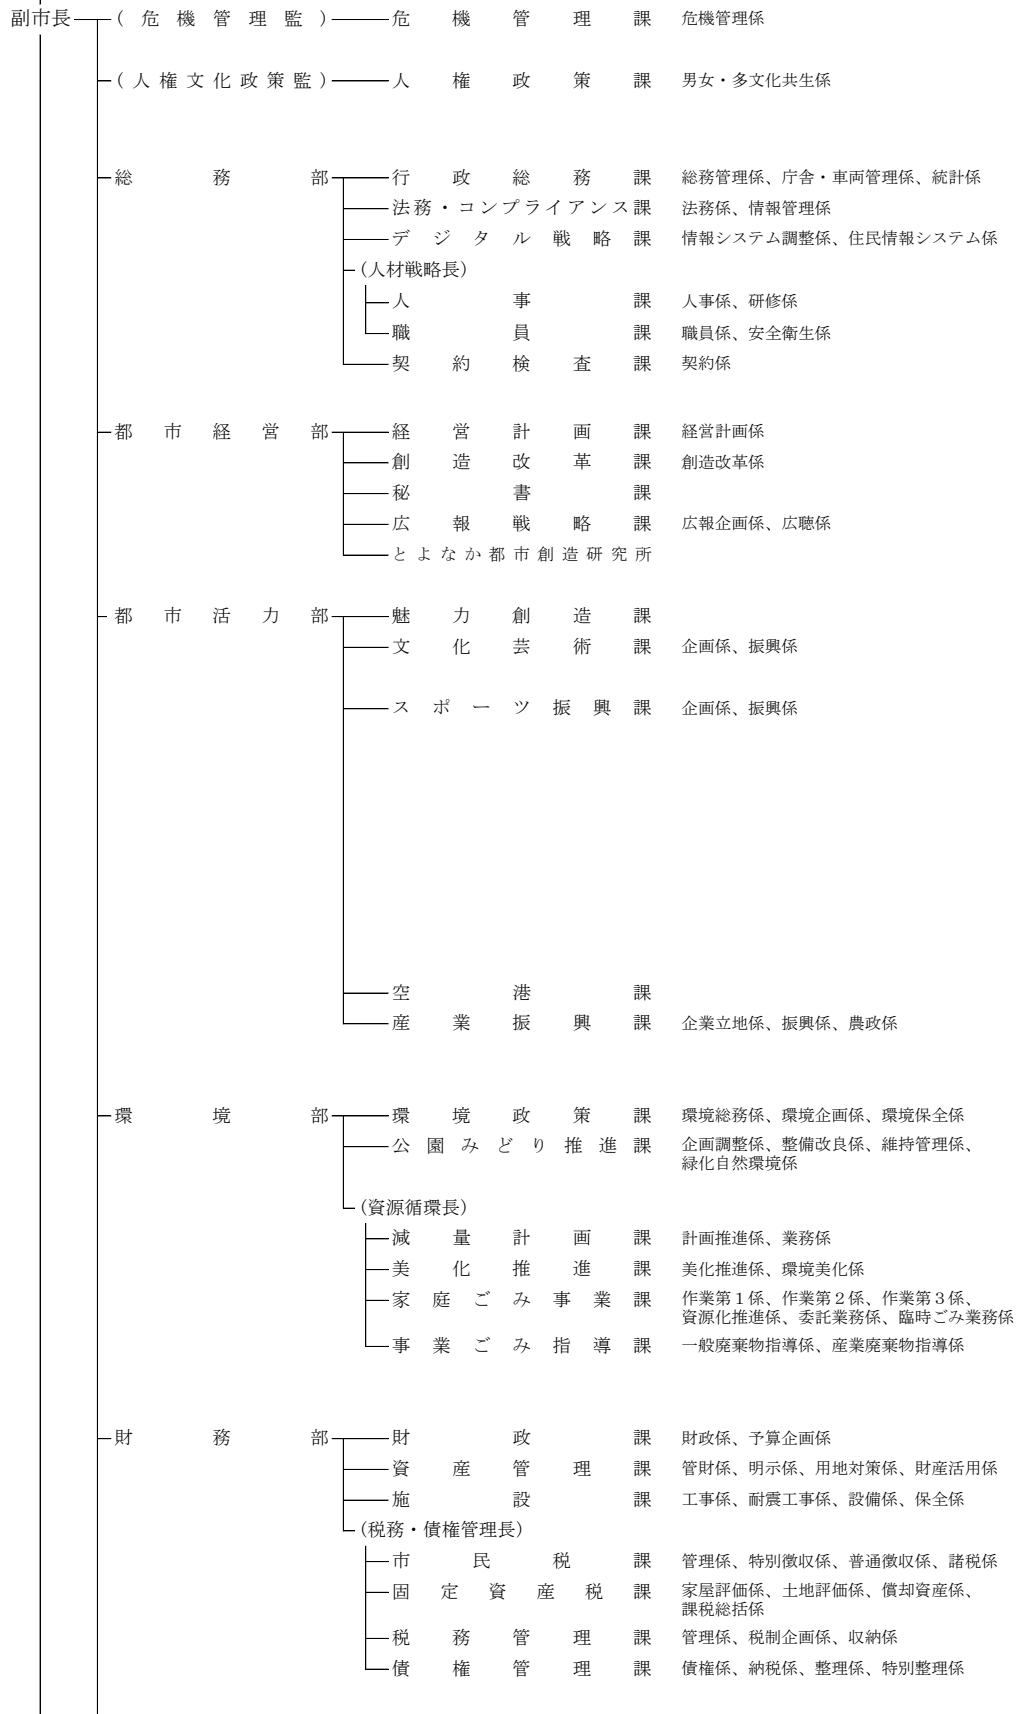 副市長 (危機管理監) 危機管理課 危機管理係
(人権文化政策監) 人権政策課 男女・多文化共生係
総務部 行政総務課 総務管理係、庁舎・車両管理係、統計係
法務・コンプライアンス課 法務係、情報管理係
デジタル戦略課 情報システム調整係、住民情報システム係
(人材戦略長)
人事課 人事係、研修係
職員課 職員係、安全衛生係
契約検査課 契約係
都市経営部 経営計画課 経営計画係
創造改革課 創造改革係
秘書課
広報戦略課 広報企画係、広聴係
とよなか都市創造研究所
都市活力部 魅力創造課
文化芸術課 企画係、振興係
スポーツ振興課 企画係、振興係
空港課
産業振興課 企業立地係、振興係、農政係
環境部 環境政策課 環境総務係、環境企画係、環境保全係
公園みどり推進課 企画調整係、整備改良係、維持管理係、
緑化自然環境係
(資源循環長)
減量計画課 計画推進係、業務係
美化推進課 美化推進係、環境美化係
家庭ごみ事業課 作業第1係、作業第2係、作業第3係、
資源化推進係、委託業務係、臨時ごみ業務係
事業ごみ指導課 一般廃棄物指導係、産業廃棄物指導係
財務部 財政課 財政係、予算企画係
資産管理課 管財係、明示係、用地対策係、財産活用係
施設課 工事係、耐震工事係、設備係、保全係
(税務・債権管理長)
市民税課 管理係、特別徴収係、普通徴収係、諸税係
固定資産税課 家屋評価係、土地評価係、償却資産係、
課税総括係
税務管理課 管理係、税制企画係、収納係
債権管理課 債権係、納税係、整理係、特別整理係